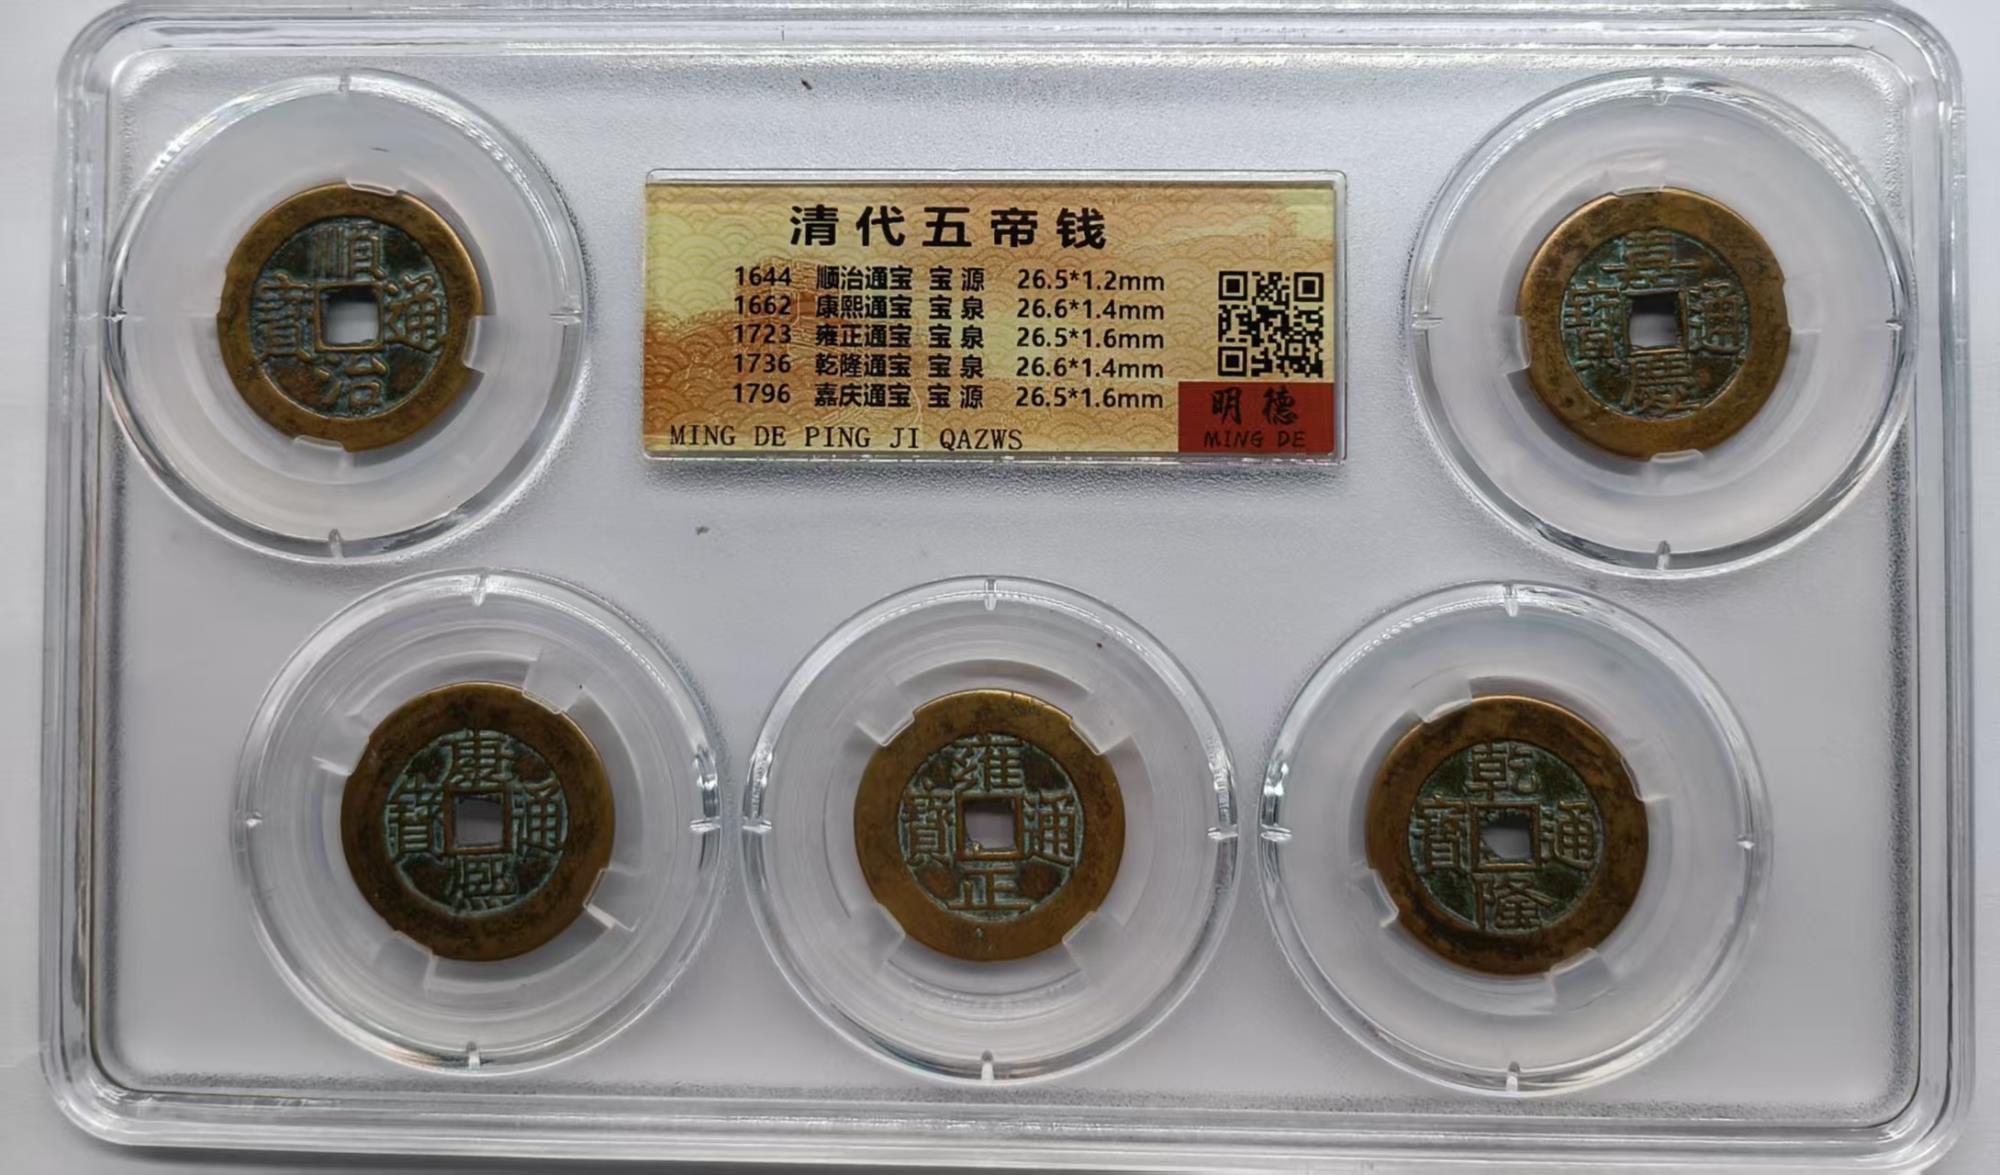 清代五帝钱
1644 顺治通宝 宝源 26.5*1.2mm
1662 康熙通宝 宝泉 26.6*1.4mm
1723 雍正通宝 宝泉 26.5*1.6mm
1736 乾隆通宝 宝泉 26.6*1.4mm
1796 嘉庆通宝 宝源 26.5*1.6mm
MING DE PING JI QAZWS
明德
MING DE
順治通寶
嘉慶通寶
康熙通寶
雍正通寶
乾隆通寶